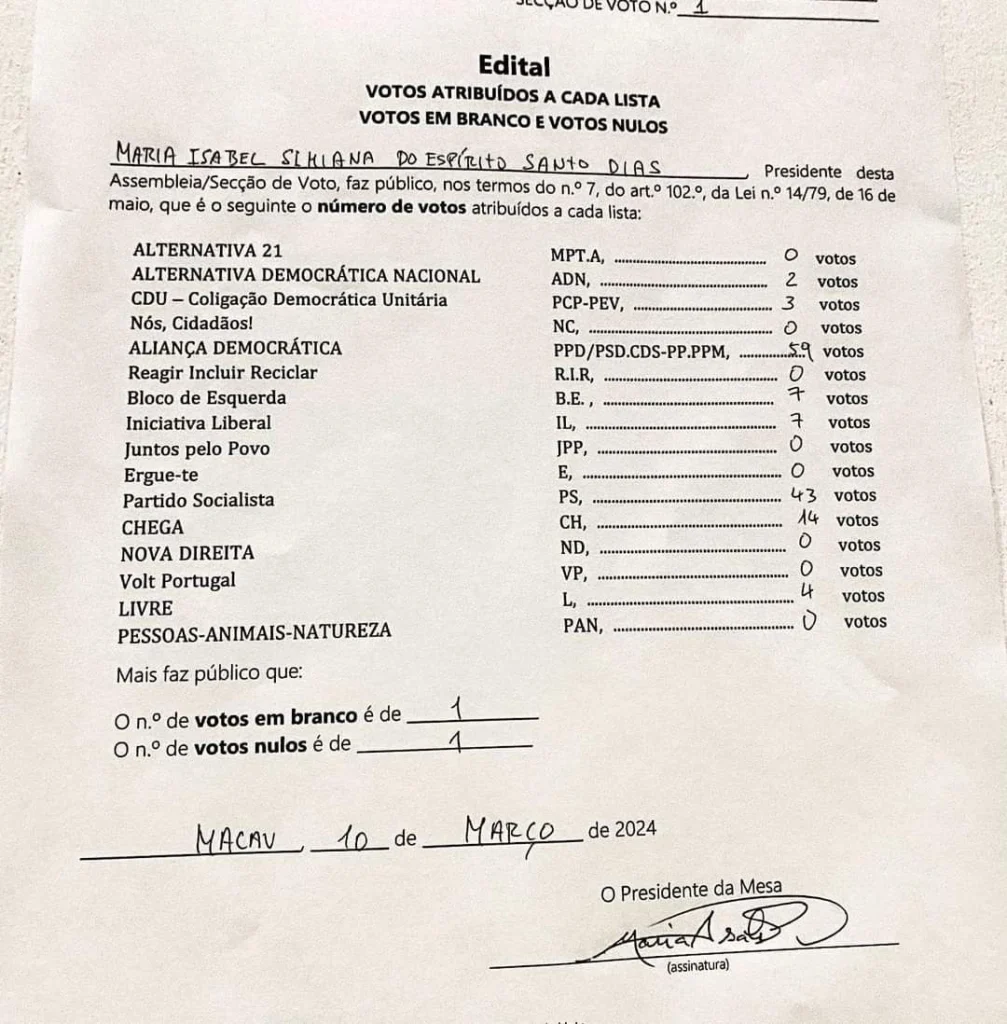 SECÇÃO DE VOTO N.º 1
Edital
VOTOS ATRIBUÍDOS A CADA LISTA
VOTOS EM BRANCO E VOTOS NULOS
MARIA ISABEL SIMIANA DO ESPÍRITO SANTO DIAS, Presidente desta
Assembleia/Secção de Voto, faz público, nos termos do n.º 7, do art.º 102.º, da Lei n.º 14/79, de 16 de
maio, que é o seguinte o número de votos atribuídos a cada lista:
ALTERNATIVA 21 MPT.A, 0 votos
ALTERNATIVA DEMOCRÁTICA NACIONAL ADN, 2 votos
CDU – Coligação Democrática Unitária PCP-PEV, 3 votos
Nós, Cidadãos! NC, 0 votos
ALIANÇA DEMOCRÁTICA PPD/PSD.CDS-PP.PPM, 59 votos
Reagir Incluir Reciclar R.I.R, 0 votos
Bloco de Esquerda B.E. , 7 votos
Iniciativa Liberal IL, 7 votos
Juntos pelo Povo JPP, 0 votos
Ergue-te E, 0 votos
Partido Socialista PS, 43 votos
CHEGA CH, 14 votos
NOVA DIREITA ND, 0 votos
Volt Portugal VP, 0 votos
LIVRE L, 4 votos
PESSOAS-ANIMAIS-NATUREZA PAN, 0 votos
Mais faz público que:
O n.º de votos em branco é de 1
O n.º de votos nulos é de 1
MACAU, 10 de MARÇO de 2024
O Presidente da Mesa
Maria Isabel
(assinatura)